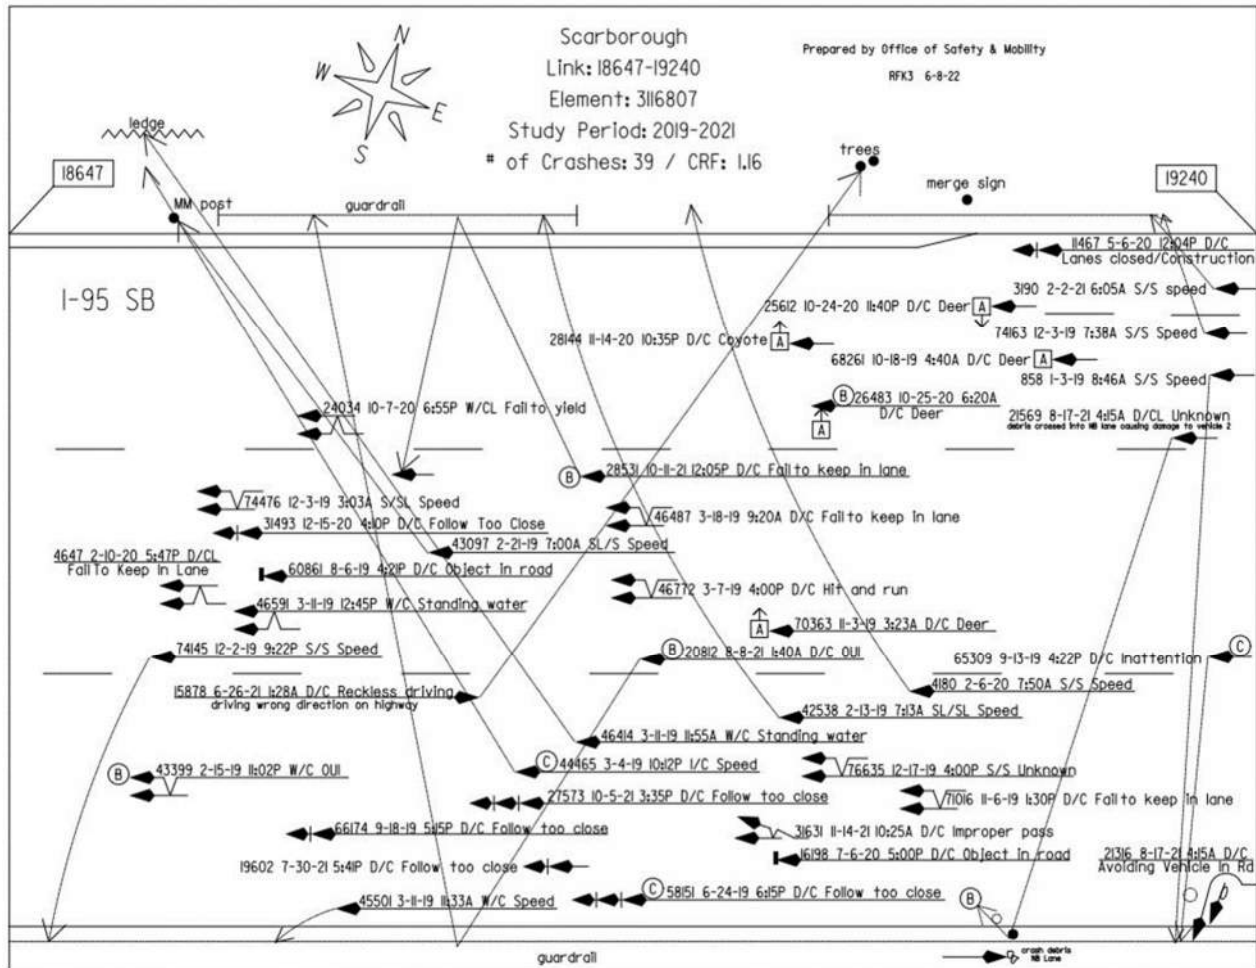 Scarborough
Link: 18647-19240
Element: 3116807
Study Period: 2019-2021
# of Crashes: 39 / CRF: 1.16
Prepared by Office of Safety & Mobility
RFK3 6-8-22
N
W
E
S
ledge
18647
MM post
guardrail
trees
merge sign
19240
I-95 SB
11467 5-6-20 12:04P D/C
Lanes closed/Construction
3190 2-2-21 6:05A S/S speed
25612 10-24-20 11:40P D/C Deer A
74163 12-3-19 7:38A S/S Speed
28144 11-14-20 10:35P D/C Coyote A
68261 10-18-19 4:40A D/C Deer A
858 1-3-19 8:46A S/S Speed
B 26483 10-25-20 6:20A
D/C Deer
A
24034 10-7-20 6:55P W/CL Fail to yield
21569 8-17-21 4:15A D/CL Unknown
debris crossed into NB lane causing damage to vehicle 2
B 28531 10-11-21 12:05P D/C Fail to keep in lane
74476 12-3-19 3:03A S/SL Speed
46487 3-18-19 9:20A D/C Fail to keep in lane
31493 12-15-20 4:10P D/C Follow Too Close
43097 2-21-19 7:00A SL/S Speed
4647 2-10-20 5:47P D/CL
Fail To Keep In Lane
60861 8-6-19 4:21P D/C Object in road
46772 3-7-19 4:00P D/C Hit and run
46591 3-11-19 12:45P W/C Standing water
A 70363 11-3-19 3:23A D/C Deer
74145 12-2-19 9:22P S/S Speed
B 20812 8-8-21 1:40A D/C OUI
65309 9-13-19 4:22P D/C Inattention C
15878 6-26-21 1:28A D/C Reckless driving
driving wrong direction on highway
4180 2-6-20 7:50A S/S Speed
42538 2-13-19 7:13A SL/SL Speed
46414 3-11-19 11:55A W/C Standing water
B 43399 2-15-19 11:02P W/C OUI
C 44465 3-4-19 10:12P I/C Speed
76635 12-17-19 4:00P S/S Unknown
27573 10-5-21 3:35P D/C Follow too close
71016 11-6-19 1:30P D/C Fail to keep in lane
66174 9-18-19 5:15P D/C Follow too close
31631 11-14-21 10:25A D/C Improper pass
16198 7-6-20 5:00P D/C Object in road
21316 8-17-21 4:15A D/C
Avoiding Vehicle In Rd
19602 7-30-21 5:41P D/C Follow too close
C 58151 6-24-19 6:15P D/C Follow too close
B
45501 3-11-19 11:33A W/C Speed
crash debris
NB Lane
guardrail